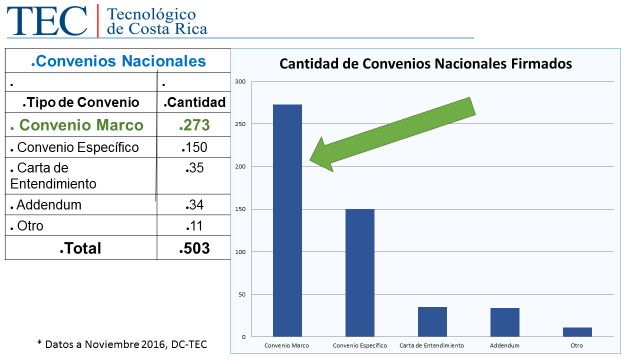 TEC Tecnológico
de Costa Rica
.Convenios Nacionales
. .
.Tipo de Convenio .Cantidad
. Convenio Marco .273
. Convenio Específico .150
. Carta de
Entendimiento .35
. Addendum .34
. Otro .11
.Total .503
* Datos a Noviembre 2016, DC-TEC
Cantidad de Convenios Nacionales Firmados
300
250
200
150
100
50
0
Convenio Marco Convenio Específico Carta de Entendimiento Addendum Otro